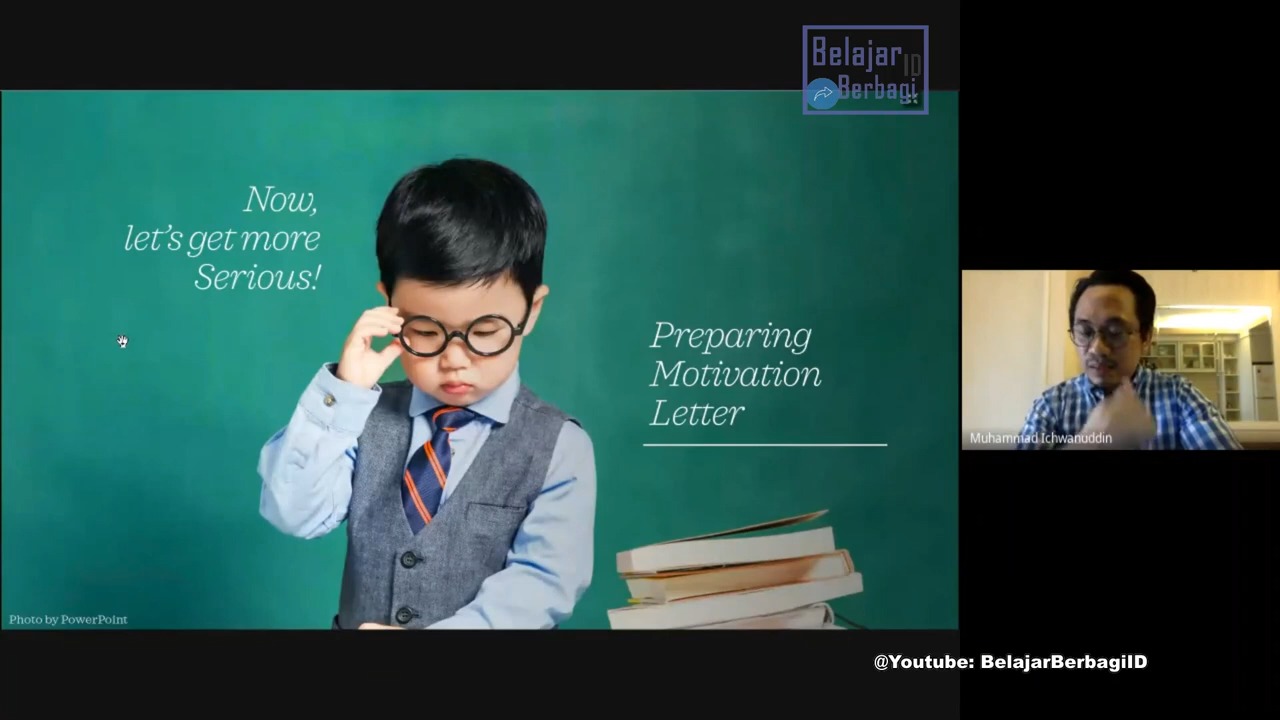 Belajar
ID
Berbagi
Now,
let's get more
Serious!
Preparing
Motivation
Letter
Muhammad Ichwanuddin
Photo by PowerPoint
@Youtube: BelajarBerbagiID